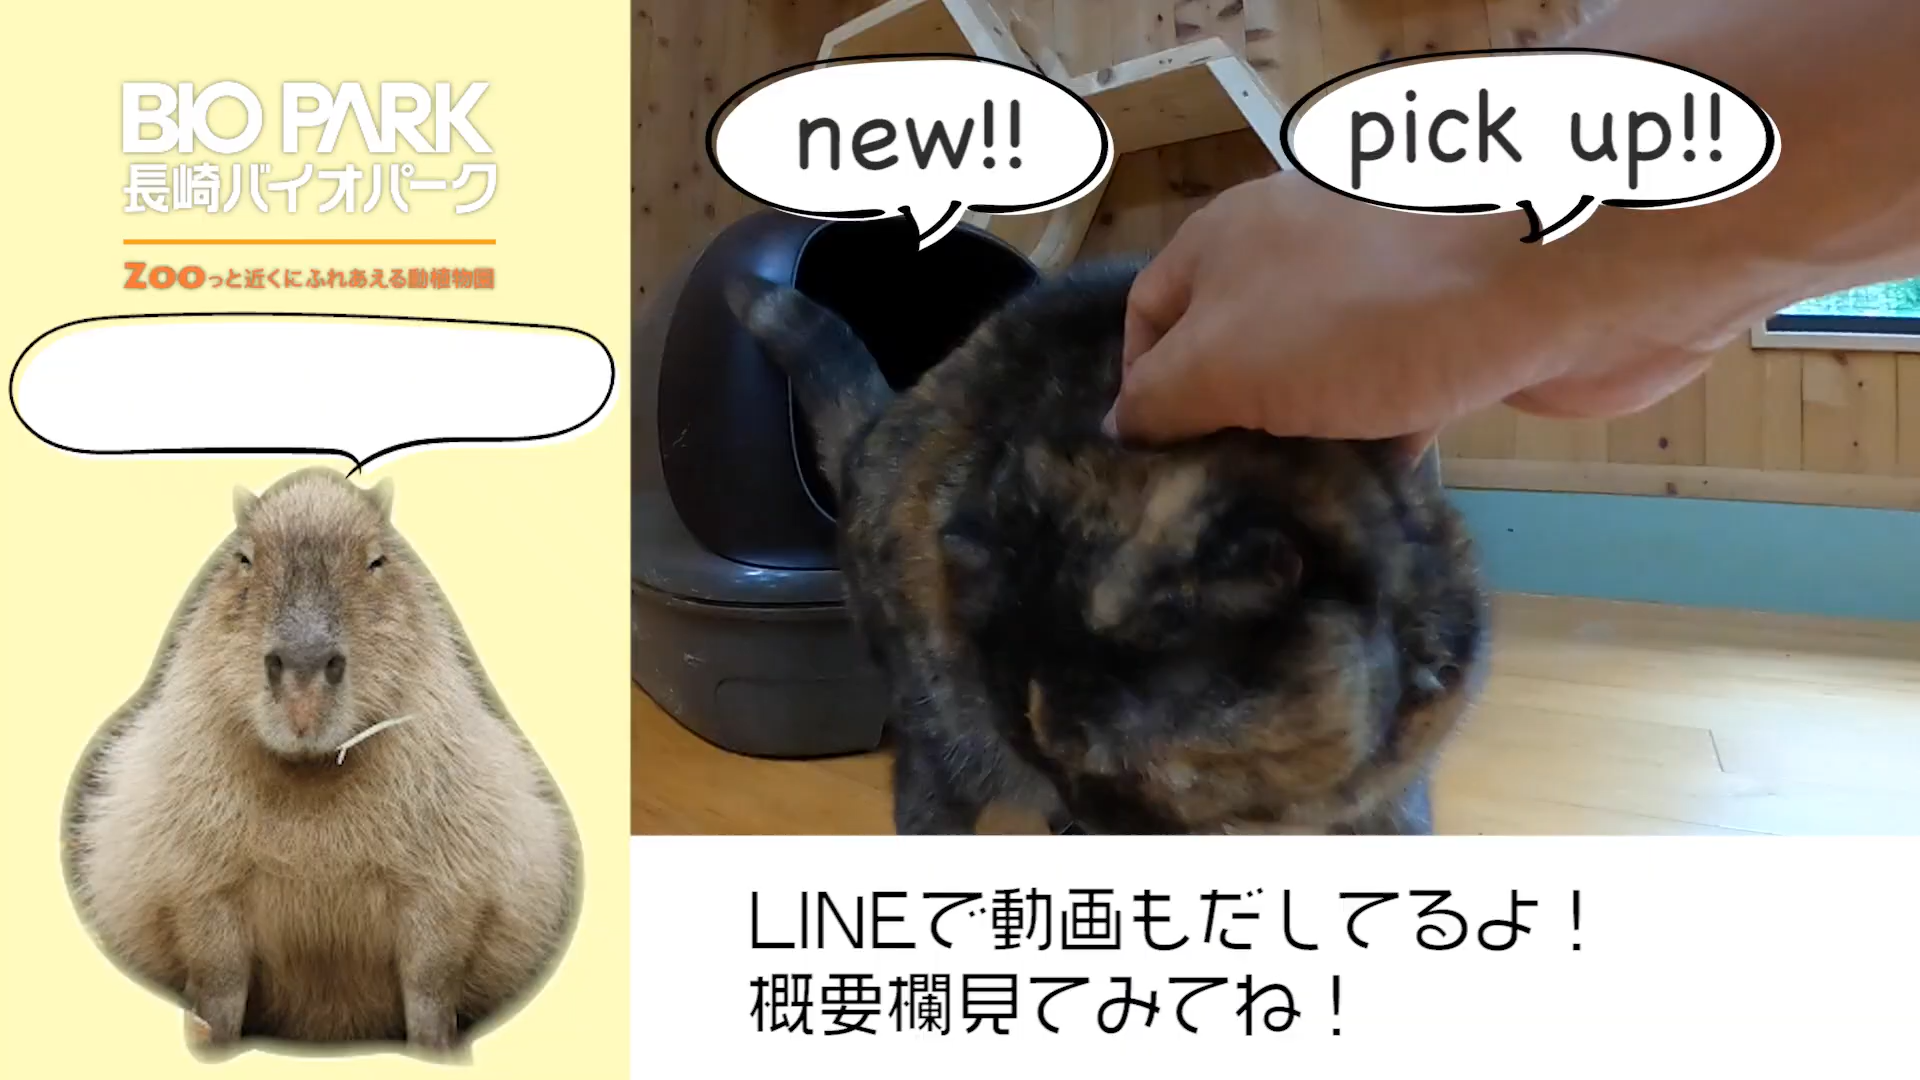 BIO PARK
長崎バイオパーク
ZOOっと近くにふれあえる動植物園
new!!
pick up!!
LINEで動画もだしてるよ！
概要欄見てみてね！